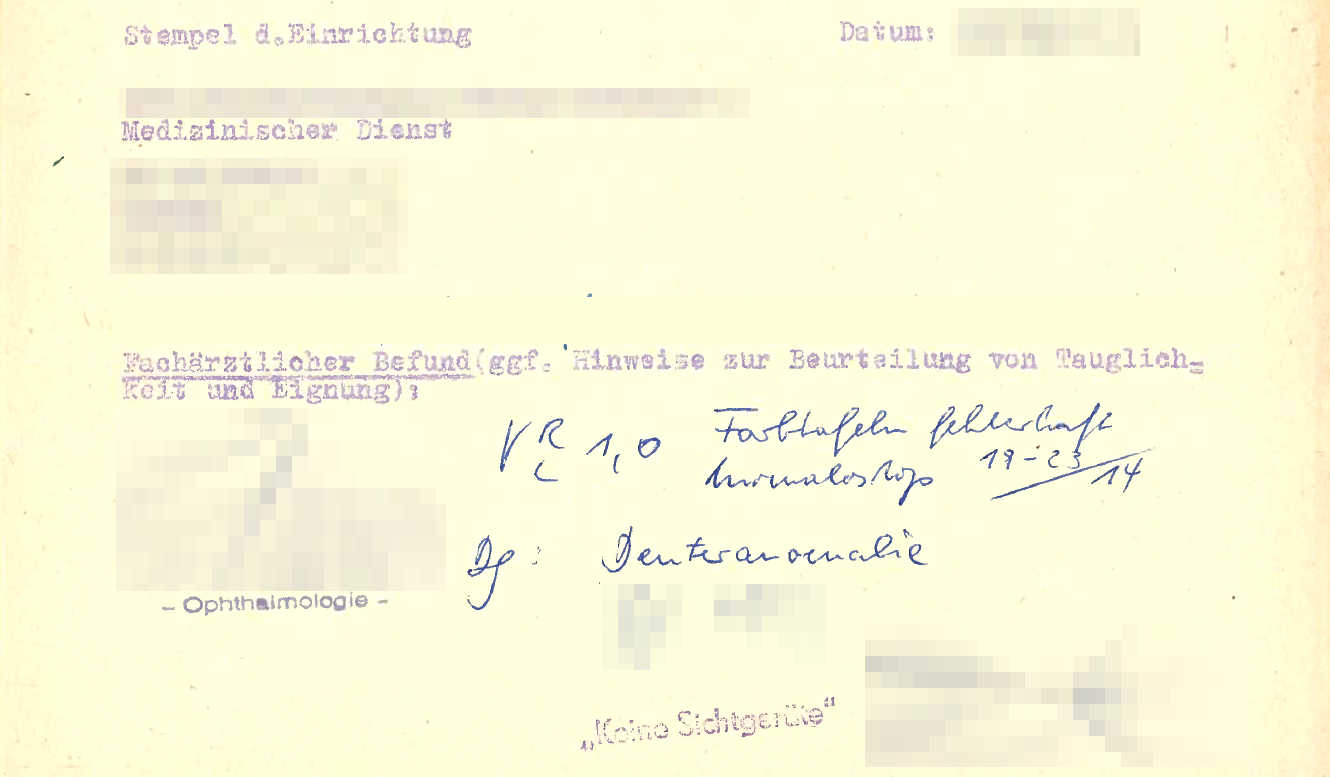 Stempel d.Einrichtung Datum:
Medizinischer Dienst
Fachärztlicher Befund(ggf. Hinweise zur Beurteilung von Tauglich=
keit und Eignung):
V R L 1,0 Farbtafeln fehlerhaft
Anomaloskop 19-23/14
Dg: Deuteranomalie
- Ophthalmologie -
„Keine Sichtgeräte"